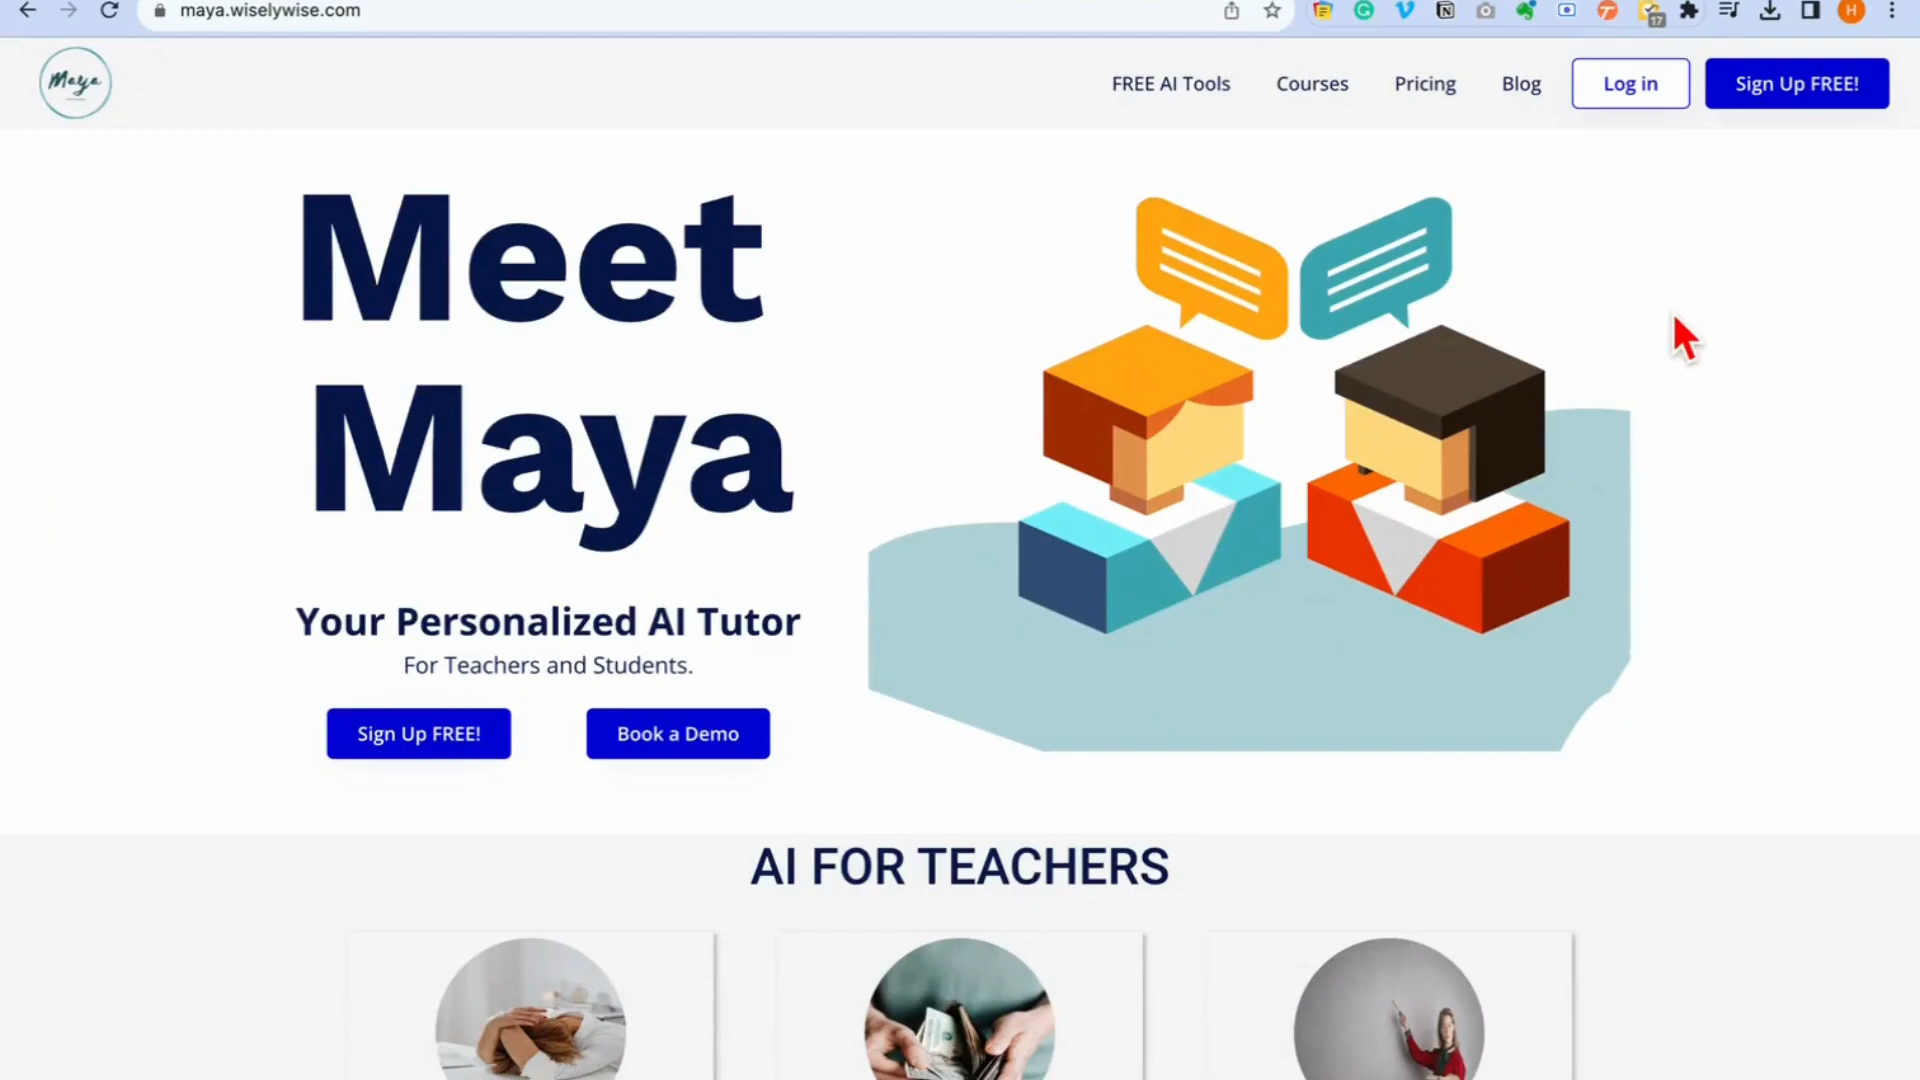 maya.wiselywise.com
17
H
Maya
FREE AI Tools
Courses
Pricing
Blog
Log in
Sign Up FREE!
Meet
Maya
Your Personalized AI Tutor
For Teachers and Students.
Sign Up FREE!
Book a Demo
AI FOR TEACHERS